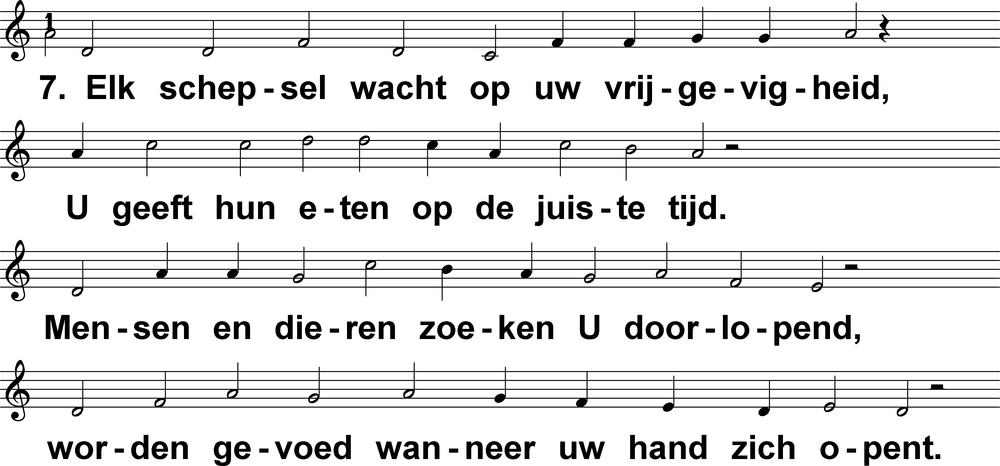 1
7. Elk schep - sel wacht op uw vrij - ge - vig - heid,
U geeft hun e - ten op de juis - te tijd.
Men - sen en die - ren zoe - ken U door - lo - pend,
wor - den ge - voed wan - neer uw hand zich o - pent.